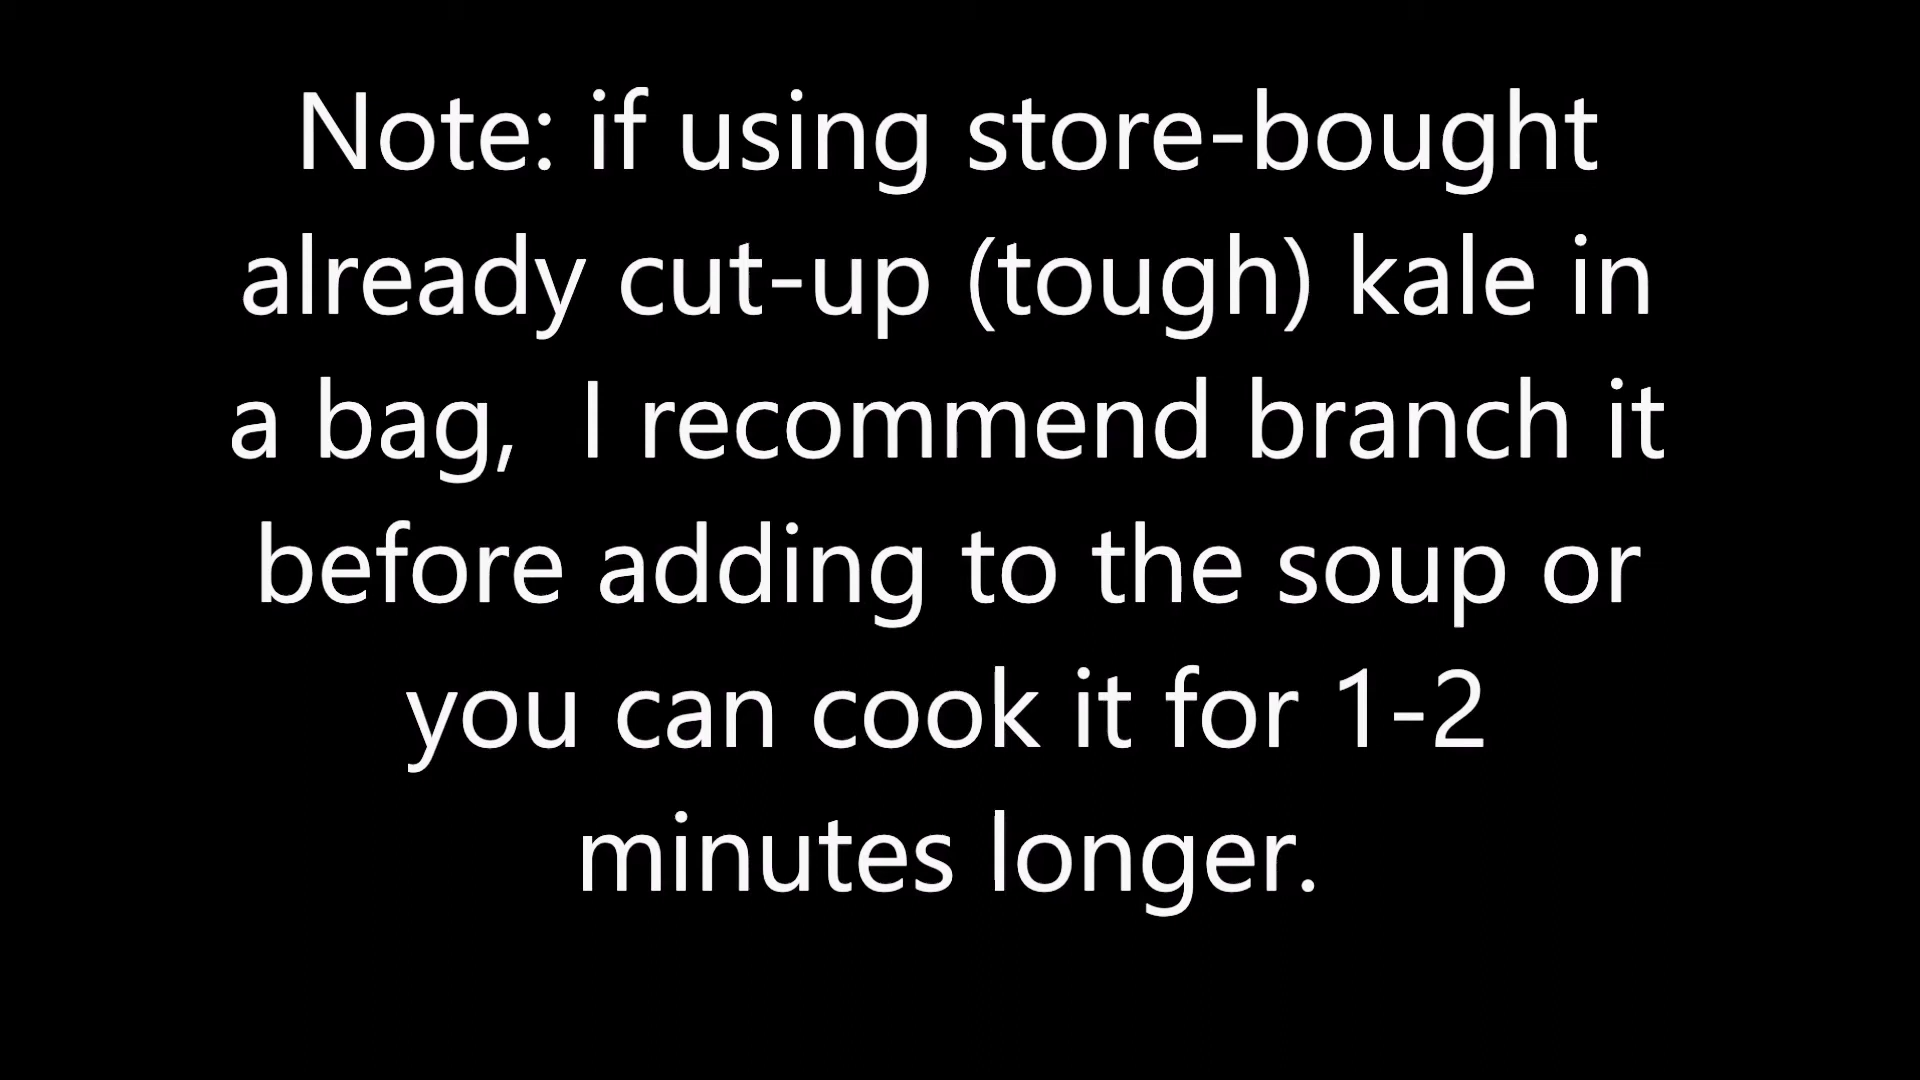 Note: if using store-bought
already cut-up (tough) kale in
a bag,  I recommend branch it
before adding to the soup or
you can cook it for 1-2
minutes longer.